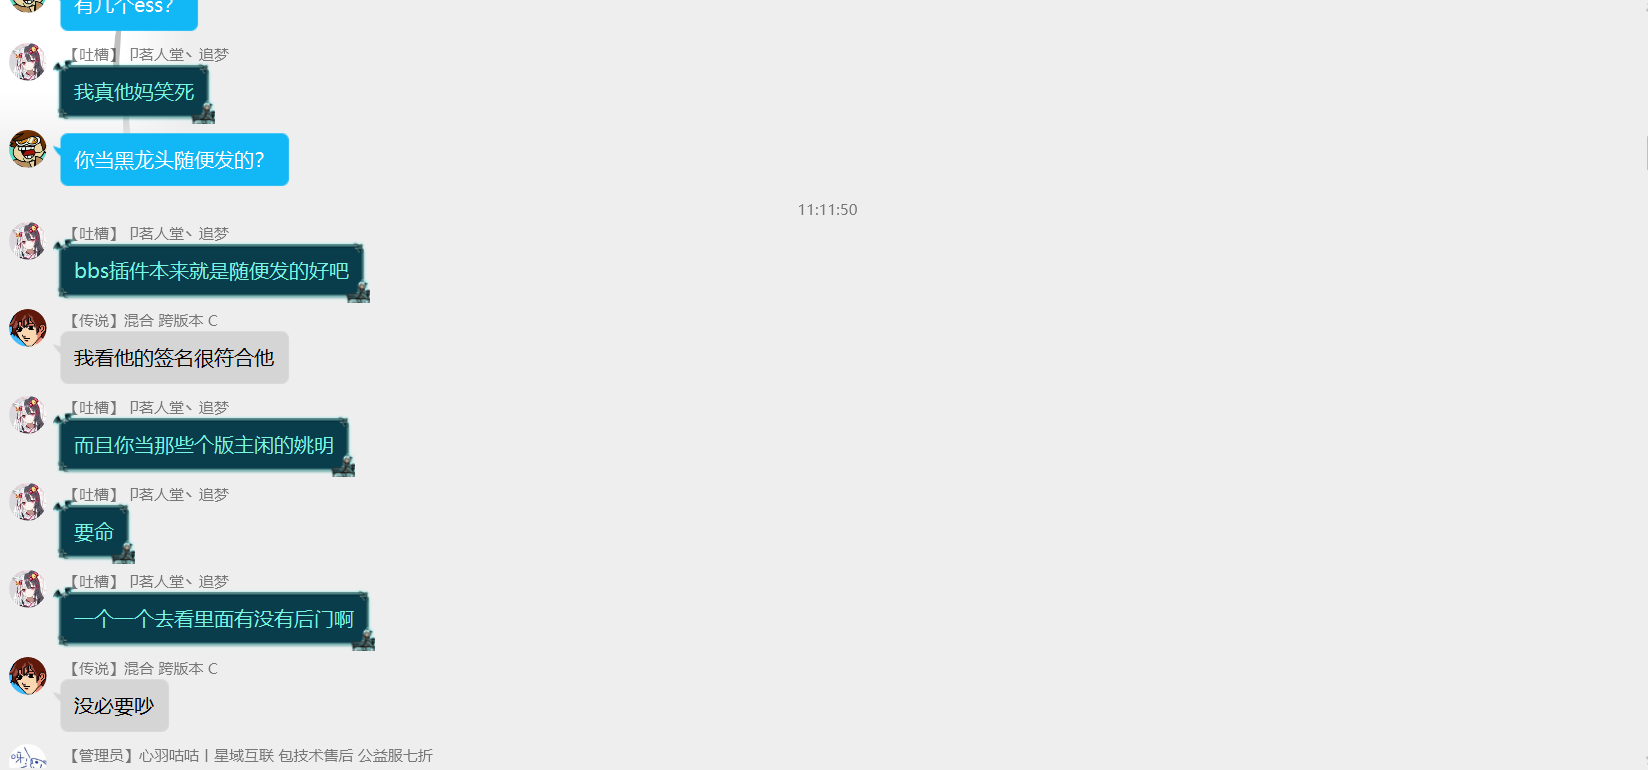 有几个ess?
【吐槽】卩茗人堂丶追梦
我真他妈笑死
你当黑龙头随便发的?
11:11:50
【吐槽】卩茗人堂丶追梦
bbs插件本来就是随便发的好吧
【传说】混合 跨版本 C
我看他的签名很符合他
【吐槽】卩茗人堂丶追梦
而且你当那些个版主闲的姚明
【吐槽】卩茗人堂丶追梦
要命
【吐槽】卩茗人堂丶追梦
一个一个去看里面有没有后门啊
【传说】混合 跨版本 C
没必要吵
【管理员】心羽咕咕丨星域互联 包技术售后 公益服七折